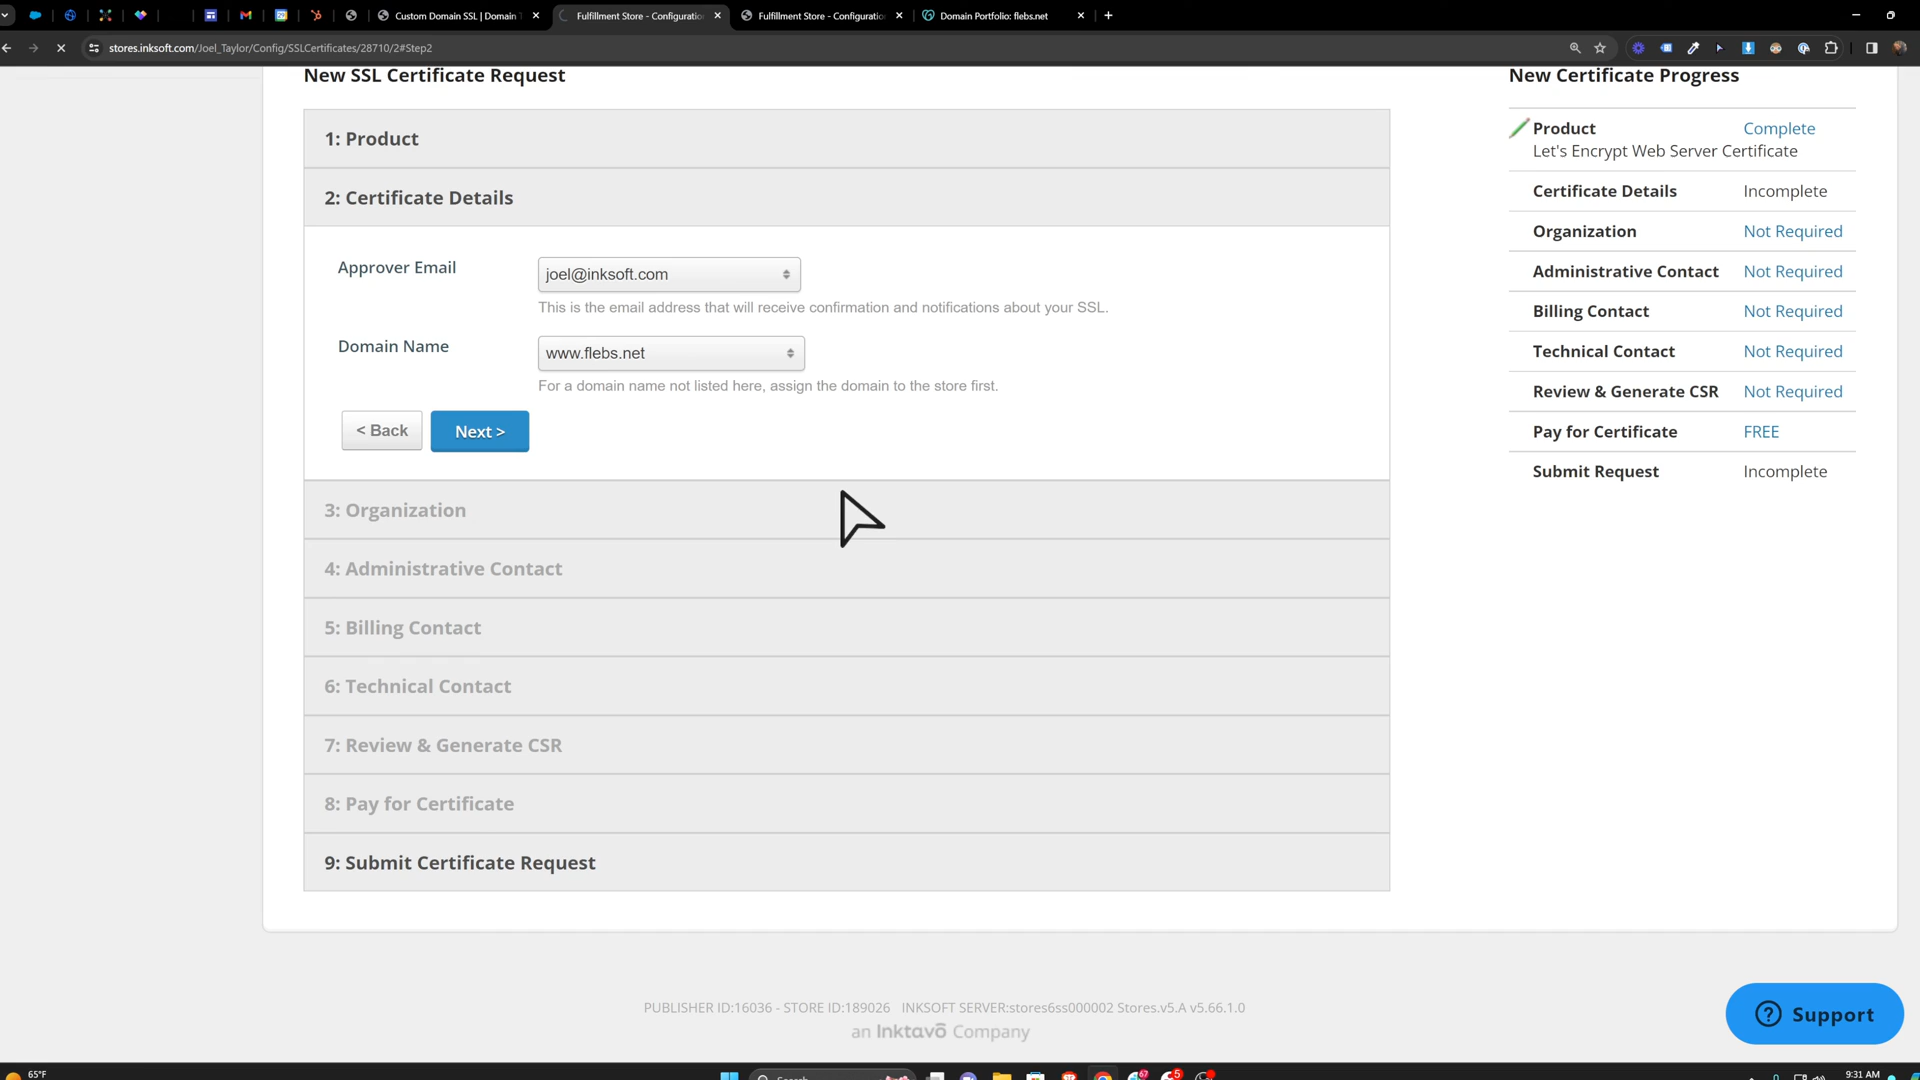 Custom Domain SSL | Domain
Fulfillment Store - Configuratio
Fulfillment Store - Configuratio
Domain Portfolio: flebs.net
stores.inksoft.com/Joel_Taylor/Config/SSLCertificates/28710/2#Step2
New SSL Certificate Request
1: Product
2: Certificate Details
Approver Email
joel@inksoft.com
This is the email address that will receive confirmation and notifications about your SSL.
Domain Name
www.flebs.net
For a domain name not listed here, assign the domain to the store first.
< Back
Next >
3: Organization
4: Administrative Contact
5: Billing Contact
6: Technical Contact
7: Review & Generate CSR
8: Pay for Certificate
9: Submit Certificate Request
New Certificate Progress
Product Complete
Let's Encrypt Web Server Certificate
Certificate Details Incomplete
Organization Not Required
Administrative Contact Not Required
Billing Contact Not Required
Technical Contact Not Required
Review & Generate CSR Not Required
Pay for Certificate FREE
Submit Request Incomplete
PUBLISHER ID:16036 - STORE ID:189026 INKSOFT SERVER:stores6ss000002 Stores.v5.A v5.66.1.0
an Inktavo Company
? Support
65°F
Search
67
5
9:31 AM